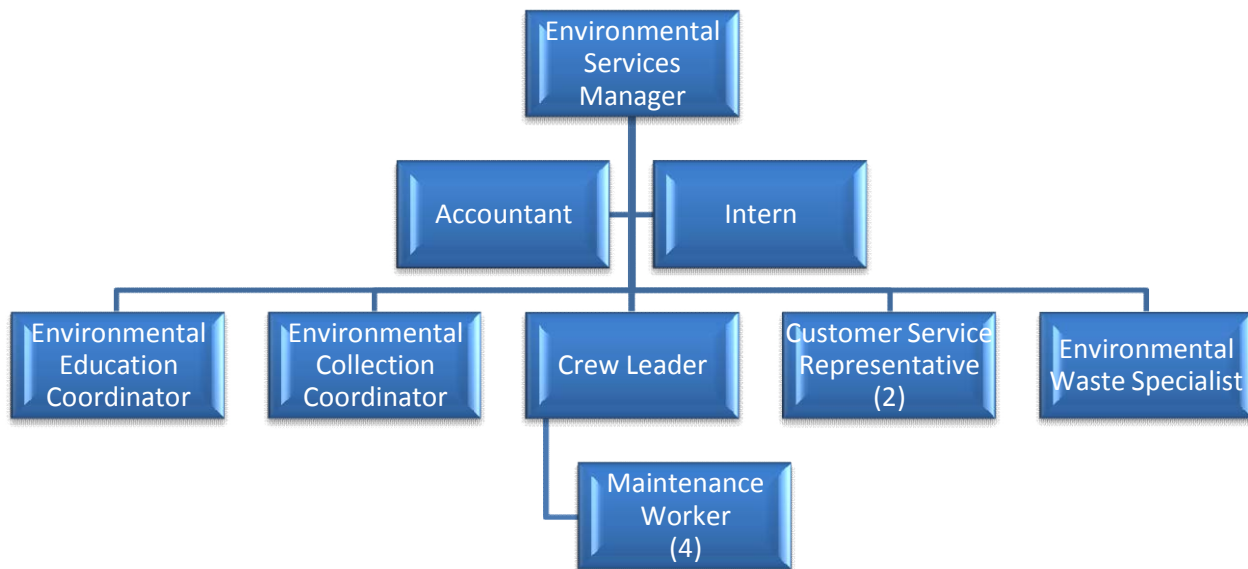 Environmental
Services
Manager
Accountant
Intern
Environmental
Education
Coordinator
Environmental
Collection
Coordinator
Crew Leader
Customer Service
Representative
(2)
Environmental
Waste Specialist
Maintenance
Worker
(4)